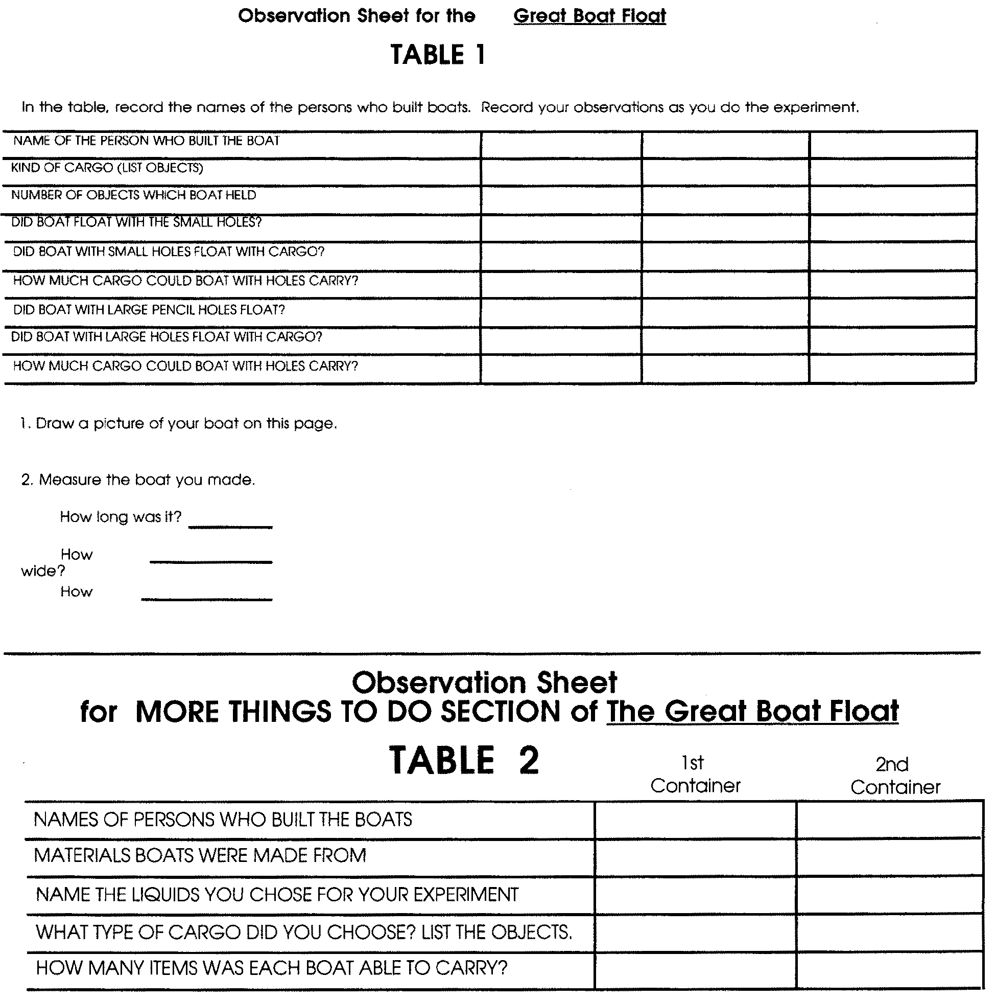 Observation Sheet for the Great Boat Float
TABLE 1
In the table, record the names of the persons who built boats. Record your observations as you do the experiment.
NAME OF THE PERSON WHO BUILT THE BOAT
KIND OF CARGO (LIST OBJECTS)
NUMBER OF OBJECTS WHICH BOAT HELD
DID BOAT FLOAT WITH THE SMALL HOLES?
DID BOAT WITH SMALL HOLES FLOAT WITH CARGO?
HOW MUCH CARGO COULD BOAT WITH HOLES CARRY?
DID BOAT WITH LARGE PENCIL HOLES FLOAT?
DID BOAT WITH LARGE HOLES FLOAT WITH CARGO?
HOW MUCH CARGO COULD BOAT WITH HOLES CARRY?
1. Draw a picture of your boat on this page.
2. Measure the boat you made.
How long was it?
How
wide?
How
Observation Sheet
for MORE THINGS TO DO SECTION of The Great Boat Float
TABLE 2
1st
Container
2nd
Container
NAMES OF PERSONS WHO BUILT THE BOATS
MATERIALS BOATS WERE MADE FROM
NAME THE LIQUIDS YOU CHOSE FOR YOUR EXPERIMENT
WHAT TYPE OF CARGO DID YOU CHOOSE? LIST THE OBJECTS.
HOW MANY ITEMS WAS EACH BOAT ABLE TO CARRY?